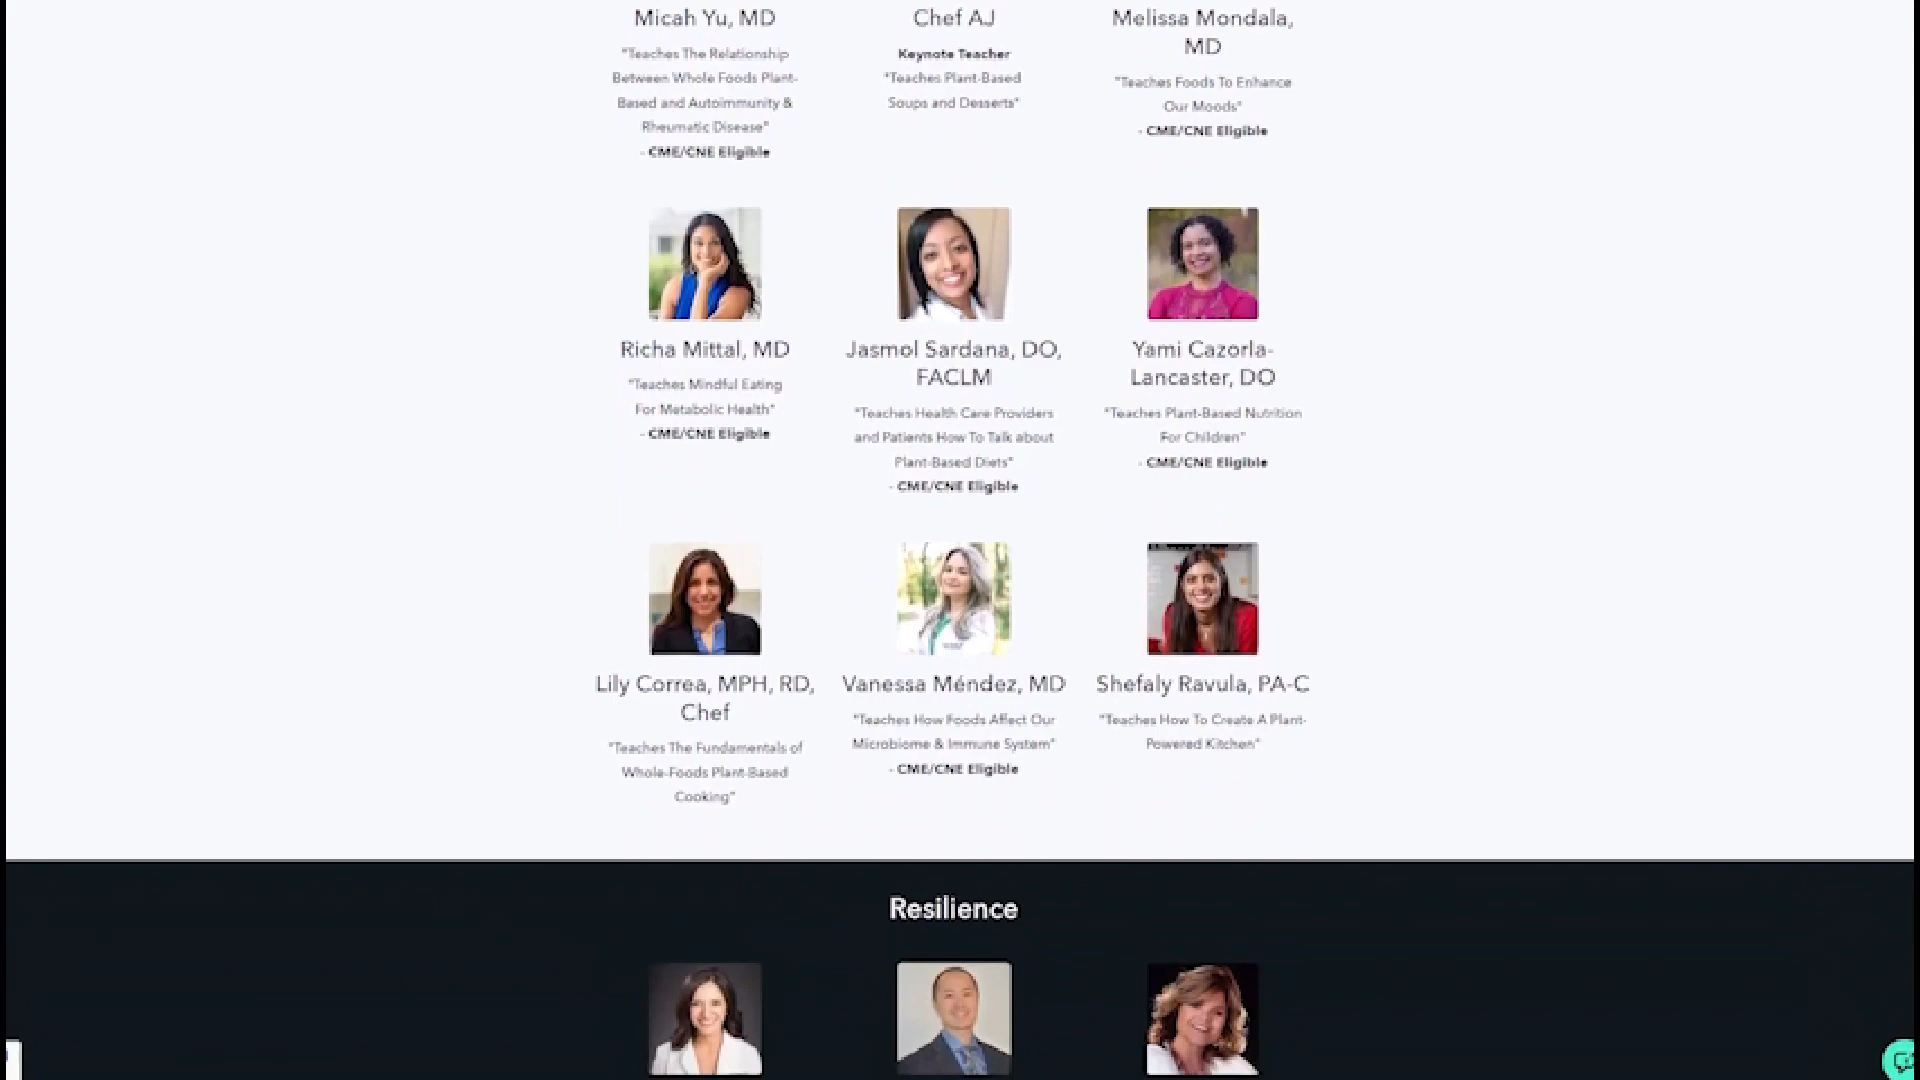 Micah Yu, MD
"Teaches The Relationship
Between Whole Foods Plant-
Based and Autoimmunity &
Rheumatic Disease"
- CME/CNE Eligible
Chef AJ
Keynote Teacher
"Teaches Plant-Based
Soups and Desserts"
Melissa Mondala,
MD
"Teaches Foods To Enhance
Our Moods"
- CME/CNE Eligible
Richa Mittal, MD
"Teaches Mindful Eating
For Metabolic Health"
- CME/CNE Eligible
Jasmol Sardana, DO,
FACLM
"Teaches Health Care Providers
and Patients How To Talk about
Plant-Based Diets"
- CME/CNE Eligible
Yami Cazorla-
Lancaster, DO
"Teaches Plant-Based Nutrition
For Children"
- CME/CNE Eligible
Lily Correa, MPH, RD,
Chef
"Teaches The Fundamentals of
Whole-Foods Plant-Based
Cooking"
Vanessa Méndez, MD
"Teaches How Foods Affect Our
Microbiome & Immune System"
- CME/CNE Eligible
Shefaly Ravula, PA-C
"Teaches How To Create A Plant-
Powered Kitchen"
Resilience